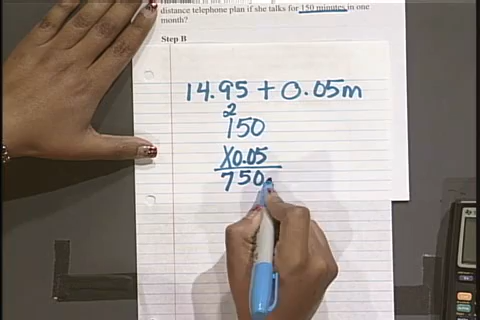 distance telephone plan if she talks for 150 minutes in one
month?
Step B
14.95 + 0.05m
2
150
X0.05
750.